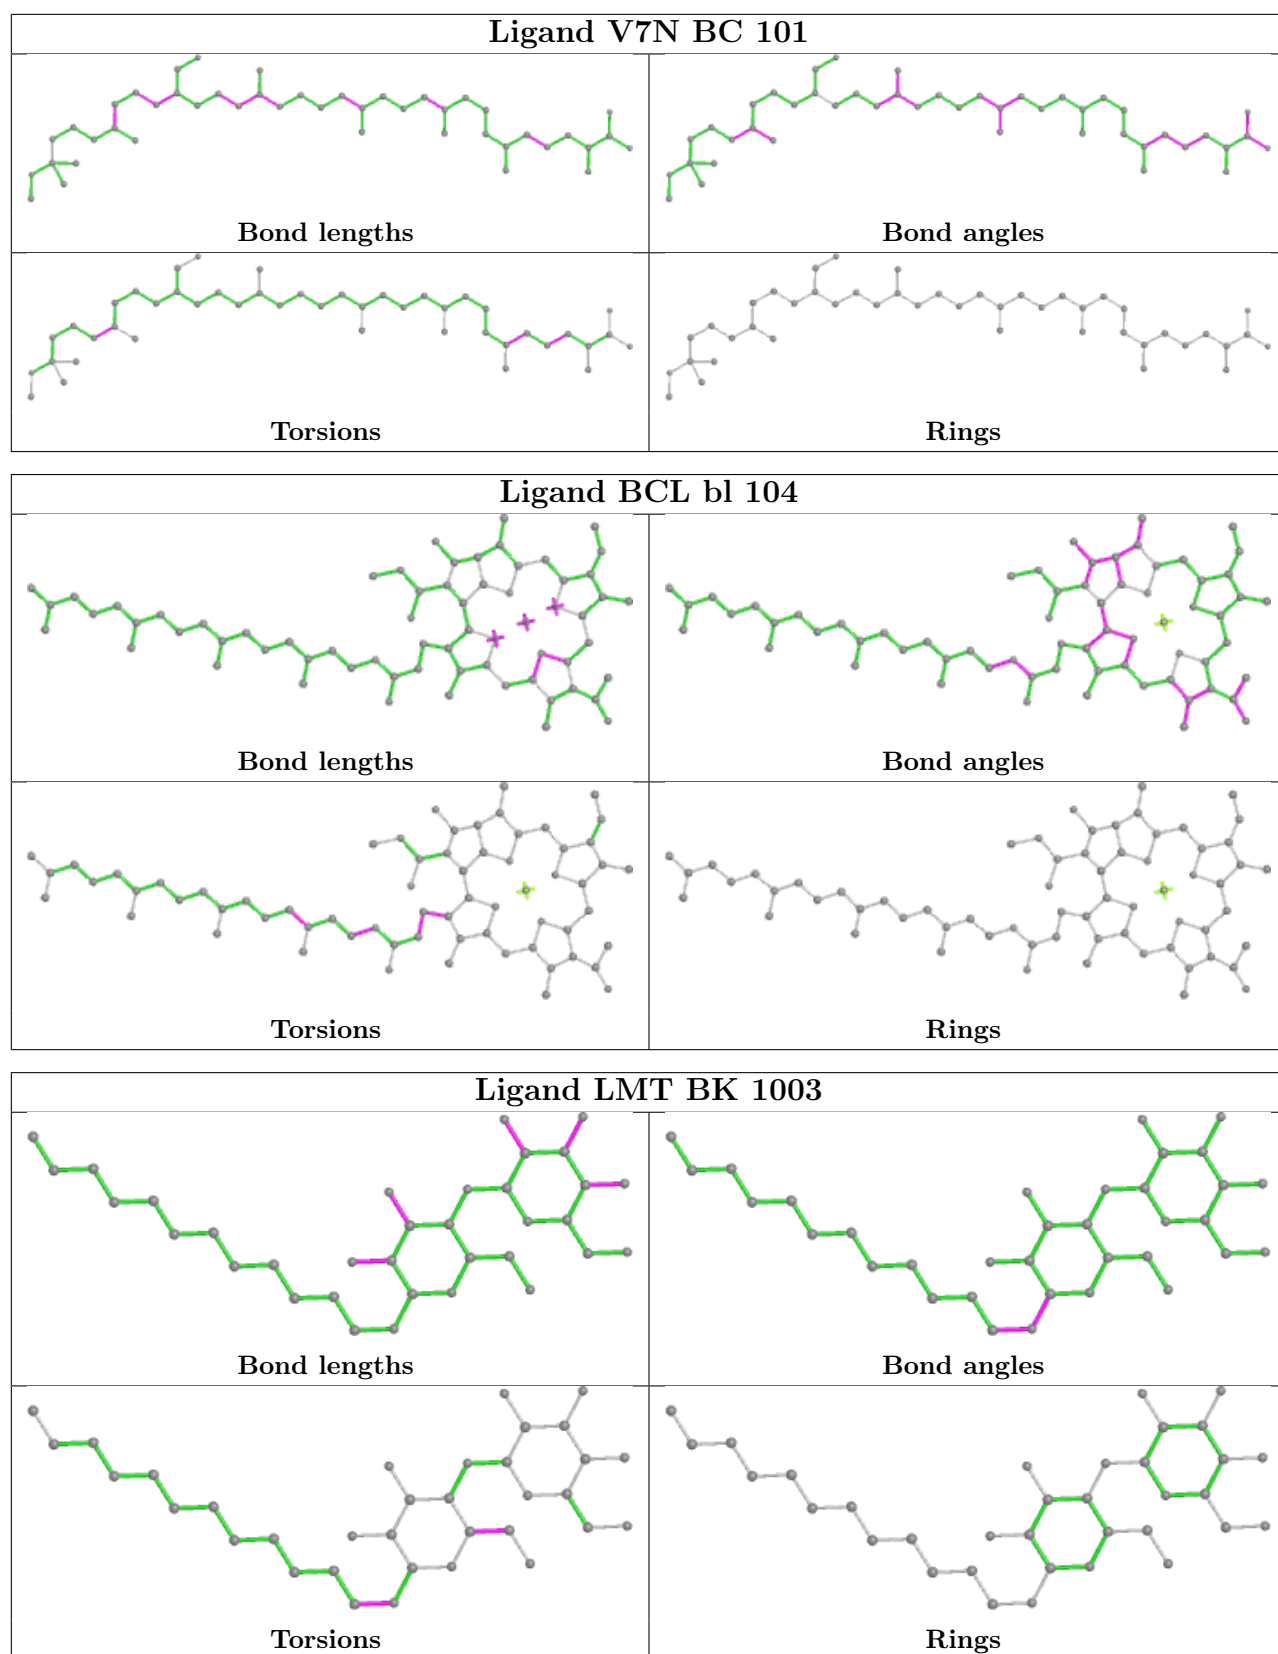 Ligand V7N BC 101
Bond lengths
Bond angles
Torsions
Rings
Ligand BCL bl 104
Bond lengths
Bond angles
Torsions
Rings
Ligand LMT BK 1003
Bond lengths
Bond angles
Torsions
Rings